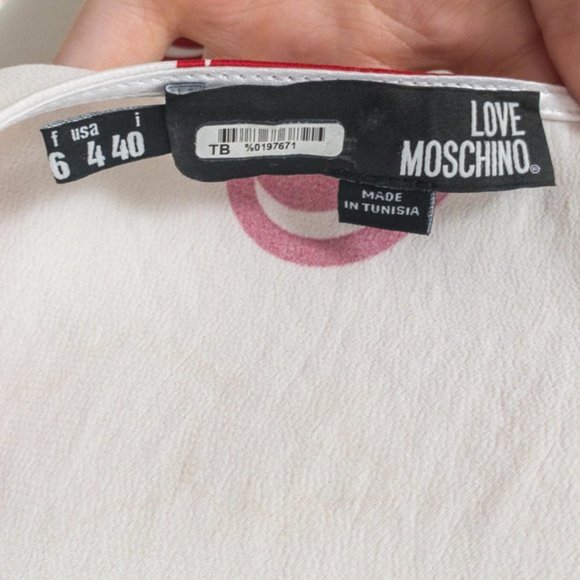 f usa i
6 4 40
TB %0197671
LOVE
MOSCHINO®
MADE
IN TUNISIA